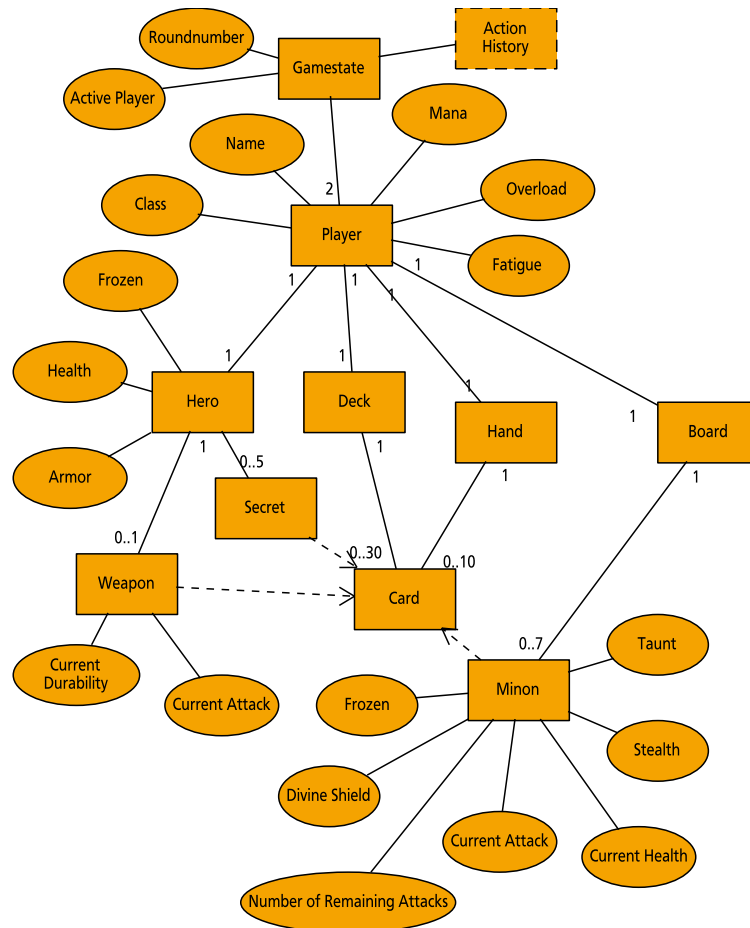 Action
History
Roundnumber
Gamestate
Active Player
Mana
Name
2
Overload
Class
Player
Fatigue
1
1
1
1
Frozen
1
1
Health
1
Hero
Deck
Hand
Board
1
1
1
1
1
0..5
Armor
Secret
0..1
0..30
0..10
Weapon
Card
0..7
Taunt
Current
Durability
Minon
Frozen
Current Attack
Stealth
Divine Shield
Current Attack
Current Health
Number of Remaining Attacks